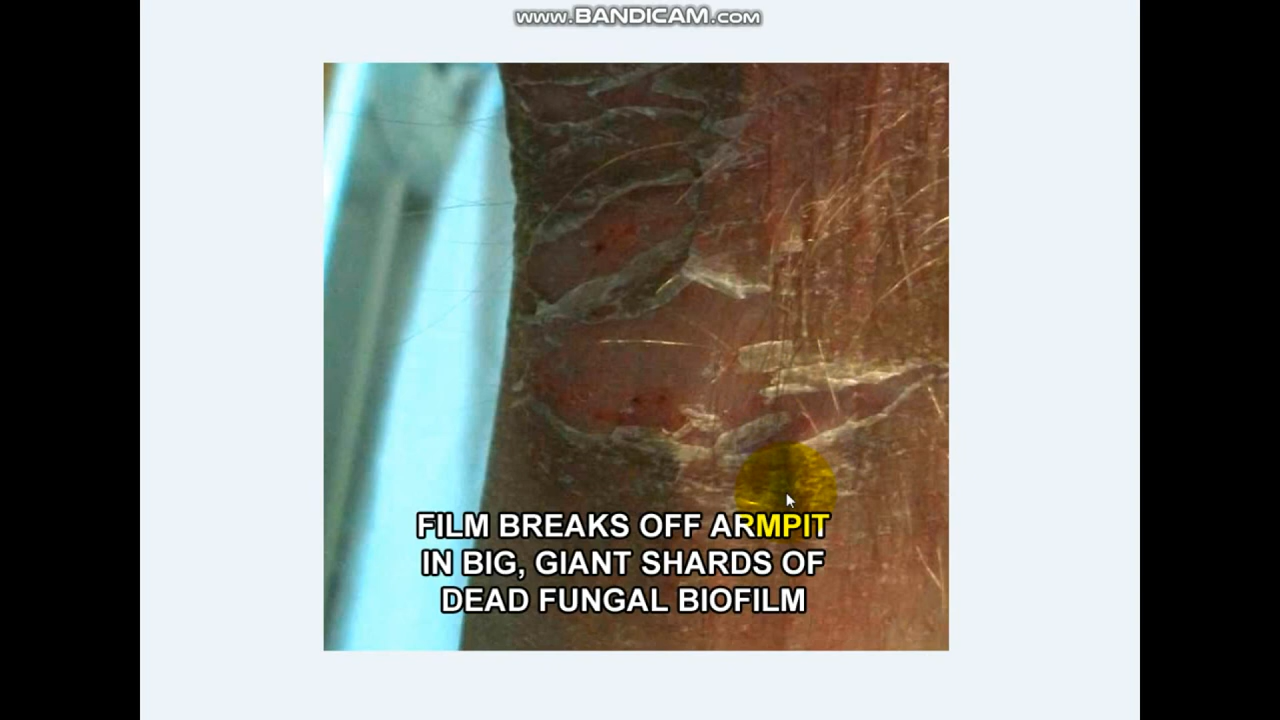 www.BANDICAM.com
FILM BREAKS OFF ARMPIT
IN BIG, GIANT SHARDS OF
DEAD FUNGAL BIOFILM